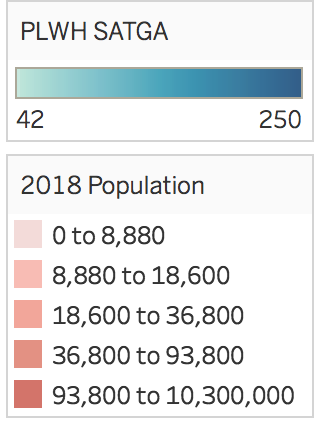 PLWH SATGA
42 250
2018 Population
0 to 8,880
8,880 to 18,600
18,600 to 36,800
36,800 to 93,800
93,800 to 10,300,000